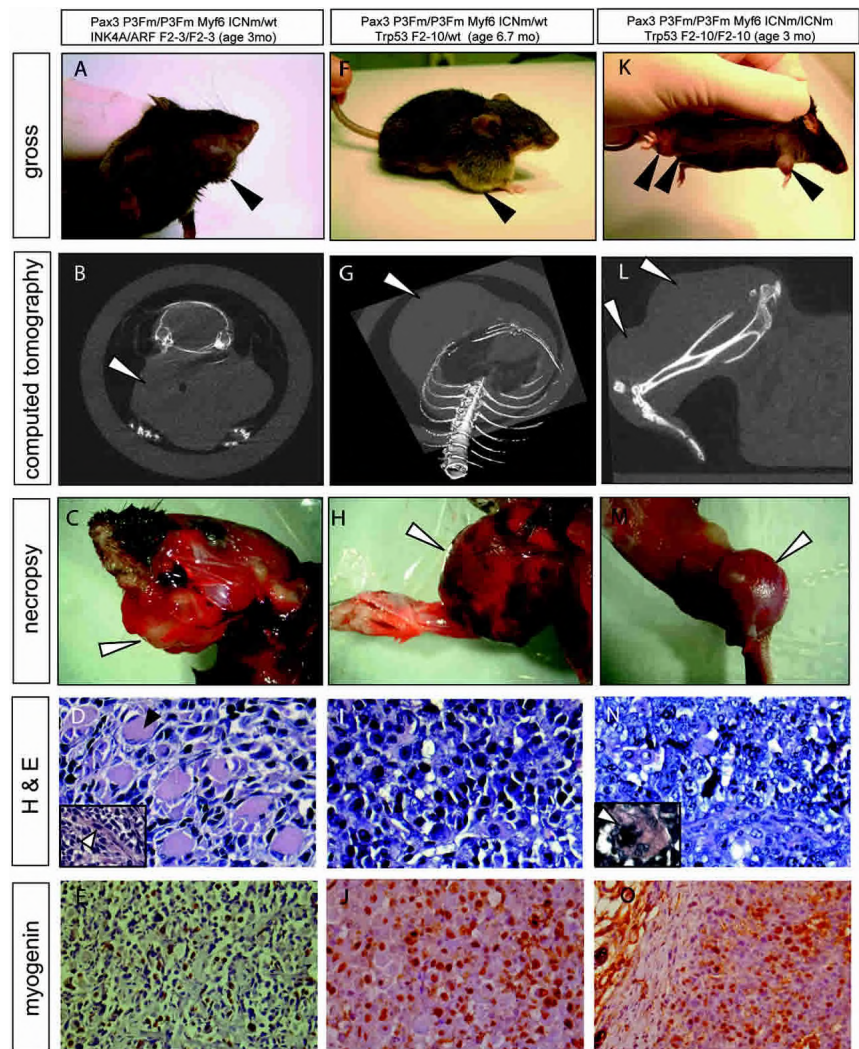 Pax3 P3Fm/P3Fm Myf6 ICNm/wt
INK4A/ARF F2-3/F2-3 (age 3mo)
Pax3 P3Fm/P3Fm Myf6 ICNm/wt
Trp53 F2-10/wt (age 6.7 mo)
Pax3 P3Fm/P3Fm Myf6 ICNm/ICNm
Trp53 F2-10/F2-10 (age 3 mo)
gross
A
F
K
computed tomography
B
G
L
necropsy
C
H
M
H & E
D
I
N
myogenin
E
J
O